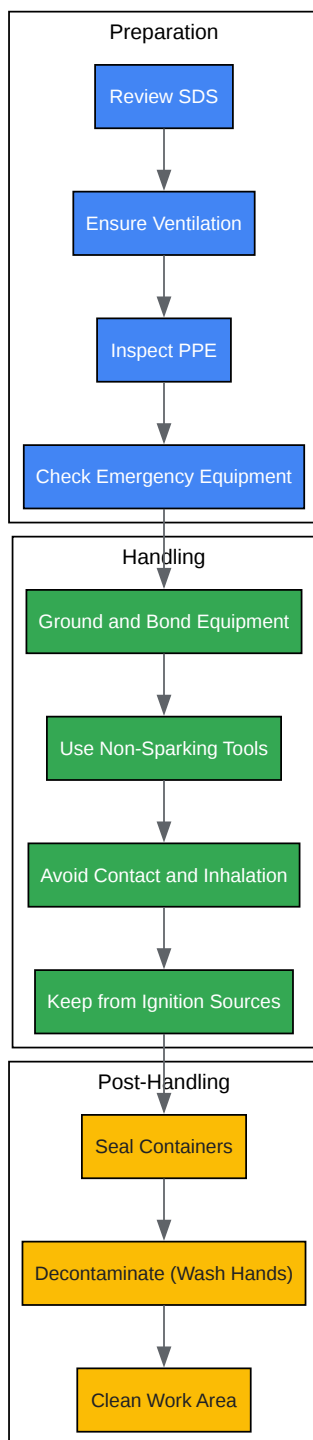 Preparation
Review SDS
Ensure Ventilation
Inspect PPE
Check Emergency Equipment
Handling
Ground and Bond Equipment
Use Non-Sparking Tools
Avoid Contact and Inhalation
Keep from Ignition Sources
Post-Handling
Seal Containers
Decontaminate (Wash Hands)
Clean Work Area